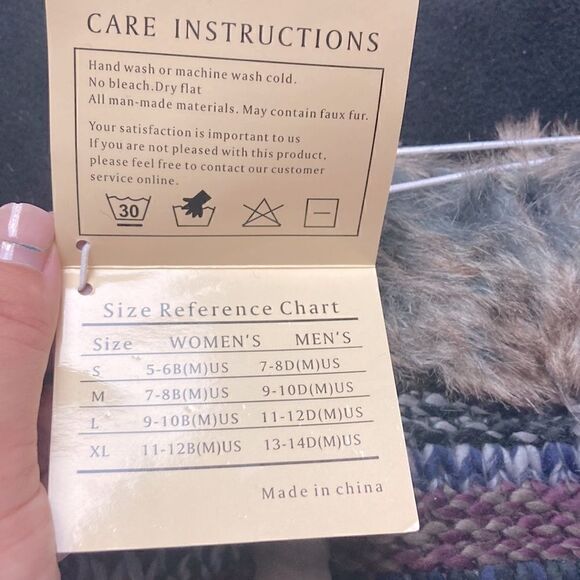 CARE INSTRUCTIONS
Hand wash or machine wash cold.
No bleach.Dry flat
All man-made materials. May contain faux fur.
Your satisfaction is important to us
If you are not pleased with this product,
please feel free to contact our customer
service online.
30
Size Reference Chart
Size WOMEN'S MEN'S
S 5-6B(M)US 7-8D(M)US
M 7-8B(M)US 9-10D(M)US
L 9-10B(M)US 11-12D(M)US
XL 11-12B(M)US 13-14D(M)US
Made in china